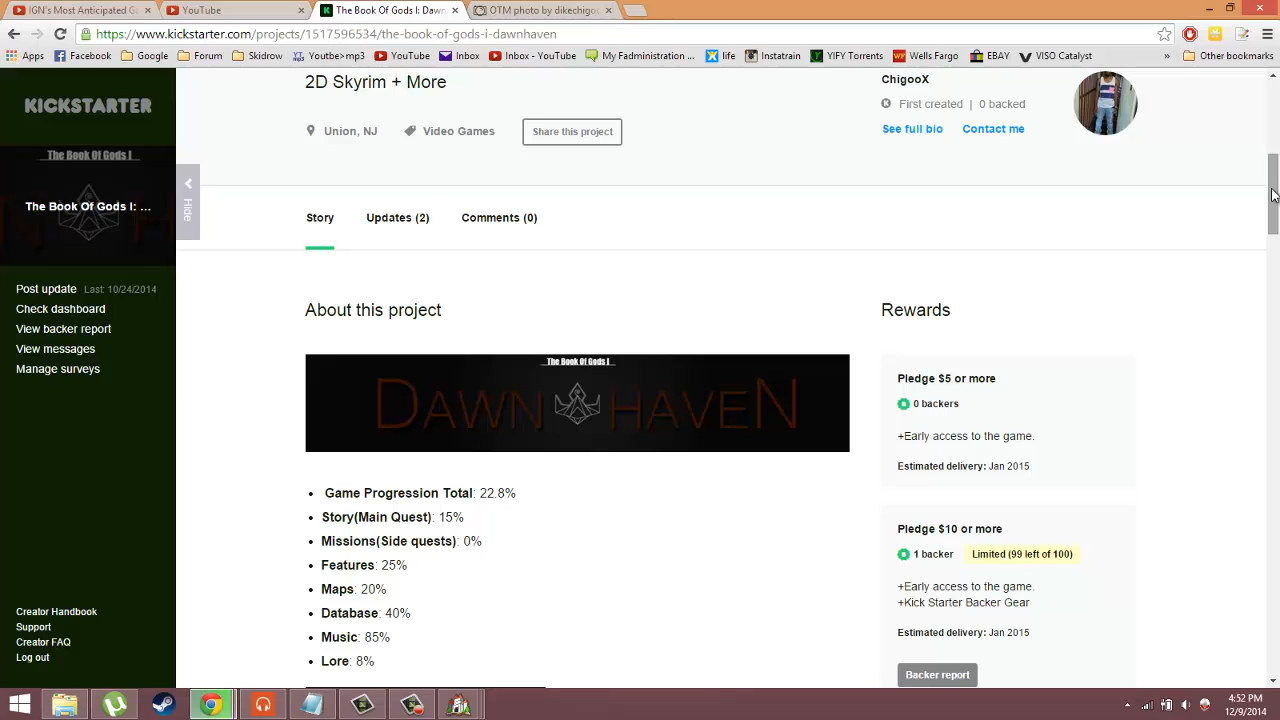 IGN's Most Anticipated G
YouTube
The Book Of Gods I: Dawn
OTM photo by dikechigoo
https://www.kickstarter.com/projects/1517596534/the-book-of-gods-i-dawnhaven
Apps
Facebook
Google
Forum
Skidrow
Youtbe>mp3
YouTube
Inbox
Inbox - YouTube
My Fadministration
life
Instatrain
YIFY Torrents
Wells Fargo
EBAY
VISO Catalog
»
Other bookmarks
KICKSTARTER
The Book Of Gods I
The Book Of Gods I: ...
Hide
Post update Last: 10/24/2014
Check dashboard
View backer report
View messages
Manage surveys
Creator Handbook
Support
Creator FAQ
Log out
2D Skyrim + More
Union, NJ
Video Games
Share this project
ChigooX
First created | 0 backed
See full bio
Contact me
Story
Updates (2)
Comments (0)
About this project
The Book Of Gods I
DAWN HAVEN
• Game Progression Total: 22.8%
• Story(Main Quest): 15%
• Missions(Side quests): 0%
• Features: 25%
• Maps: 20%
• Database: 40%
• Music: 85%
• Lore: 8%
Rewards
Pledge $5 or more
0 backers
+Early access to the game.
Estimated delivery: Jan 2015
Pledge $10 or more
1 backer
Limited (99 left of 100)
+Early access to the game.
+Kick Starter Backer Gear
Estimated delivery: Jan 2015
Backer report
4:52 PM
12/9/2014